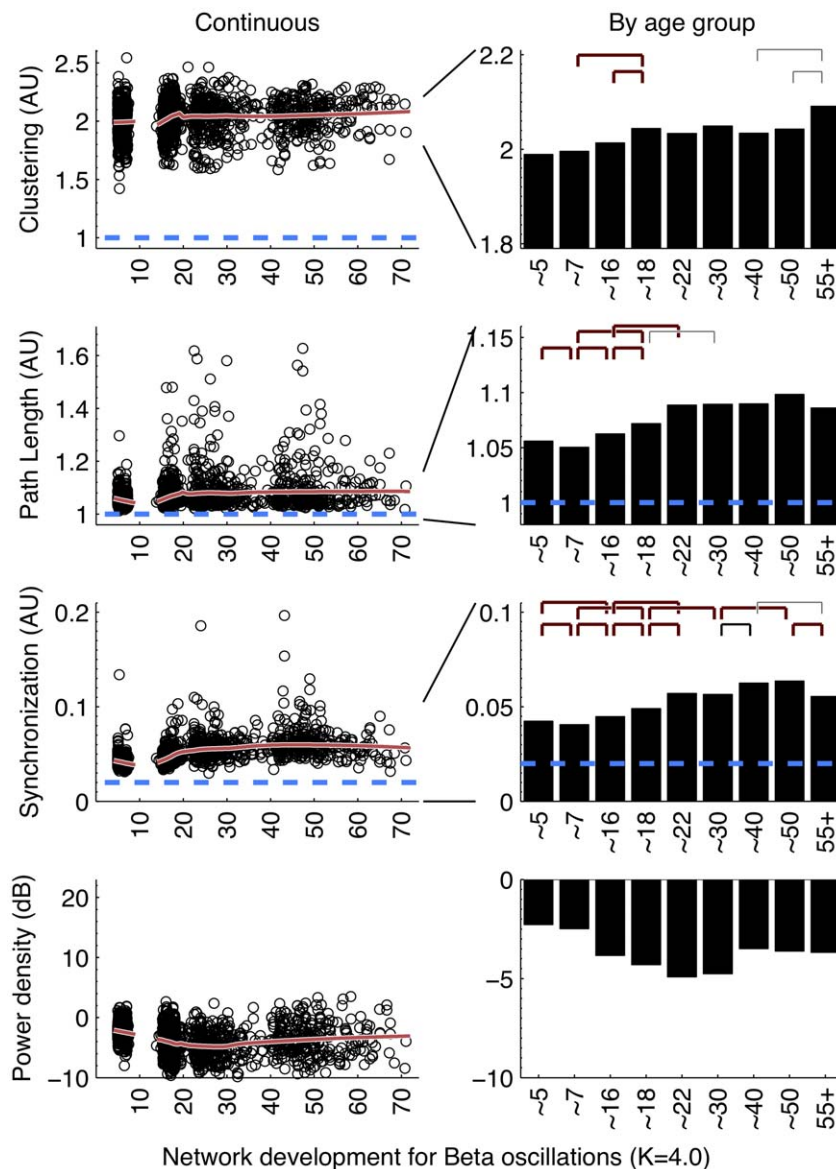 Continuous
By age group
Clustering (AU)
2.5
2
1.5
1
10 20 30 40 50 60 70
2.2
2
1.8
~5 ~7 ~16 ~18 ~22 ~30 ~40 ~50 55+
Path Length (AU)
1.6
1.4
1.2
1
10 20 30 40 50 60 70
1.15
1.1
1.05
1
~5 ~7 ~16 ~18 ~22 ~30 ~40 ~50 55+
Synchronization (AU)
0.2
0.1
0
10 20 30 40 50 60 70
0.1
0.05
0
~5 ~7 ~16 ~18 ~22 ~30 ~40 ~50 55+
Power density (dB)
20
10
0
−10
10 20 30 40 50 60 70
0
−5
−10
~5 ~7 ~16 ~18 ~22 ~30 ~40 ~50 55+
Network development for Beta oscillations (K=4.0)